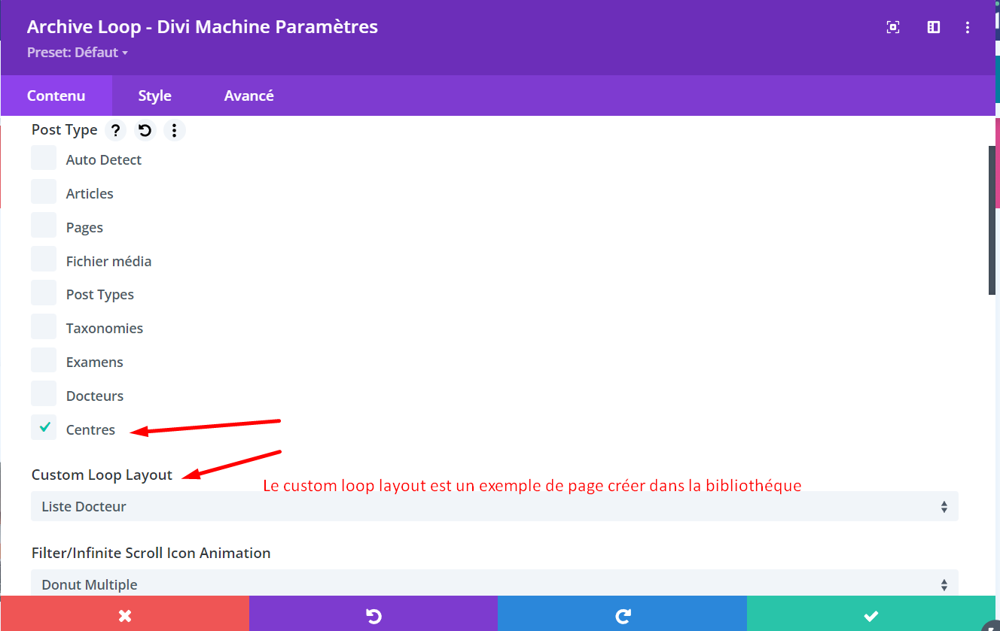 Archive Loop - Divi Machine Paramètres
Preset: Défaut
Contenu Style Avancé
Post Type ?
Auto Detect
Articles
Pages
Fichier média
Post Types
Taxonomies
Examens
Docteurs
Centres
Custom Loop Layout
Le custom loop layout est un exemple de page créer dans la bibliothéque
Liste Docteur
Filter/Infinite Scroll Icon Animation
Donut Multiple